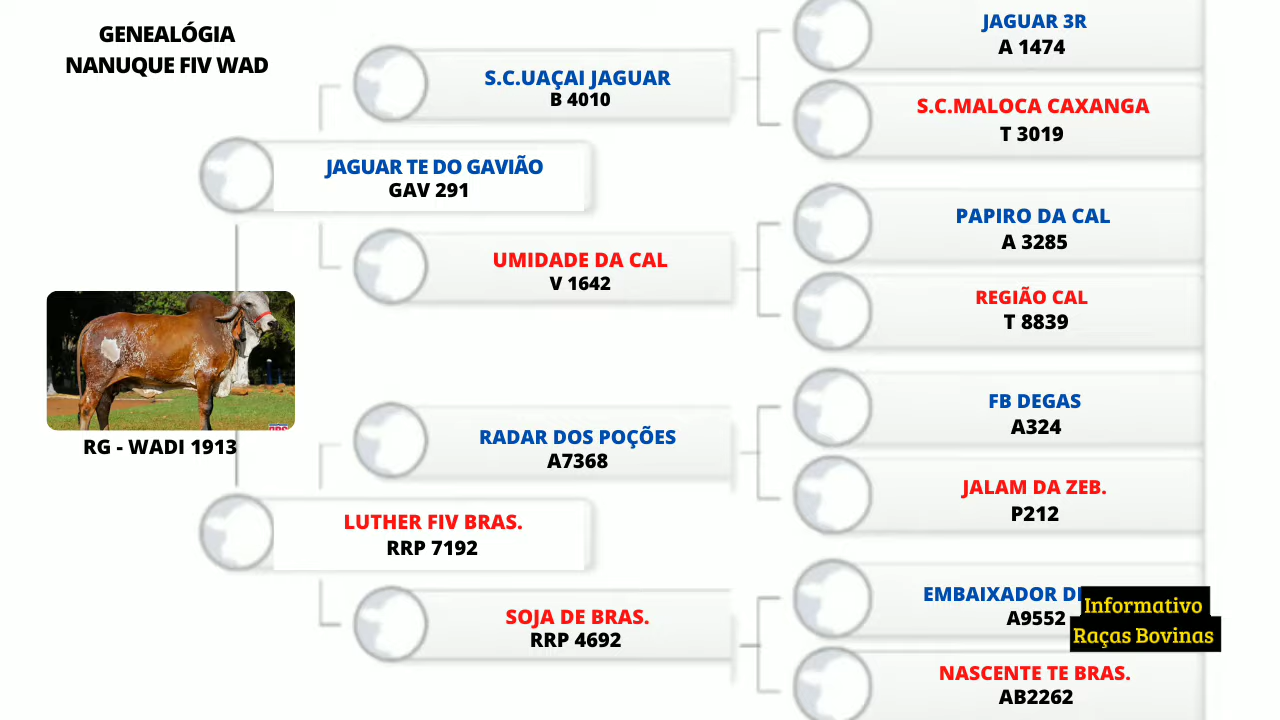 GENEALÓGIA
NANUQUE FIV WAD
JAGUAR 3R
A 1474
S.C.UAÇAI JAGUAR
B 4010
S.C.MALOCA CAXANGA
T 3019
JAGUAR TE DO GAVIÃO
GAV 291
PAPIRO DA CAL
A 3285
UMIDADE DA CAL
V 1642
REGIÃO CAL
T 8839
RG - WADI 1913
FB DEGAS
A324
RADAR DOS POÇÕES
A7368
JALAM DA ZEB.
P212
LUTHER FIV BRAS.
RRP 7192
EMBAIXADOR
A9552
SOJA DE BRAS.
RRP 4692
NASCENTE TE BRAS.
AB2262
Informativo
Raças Bovinas